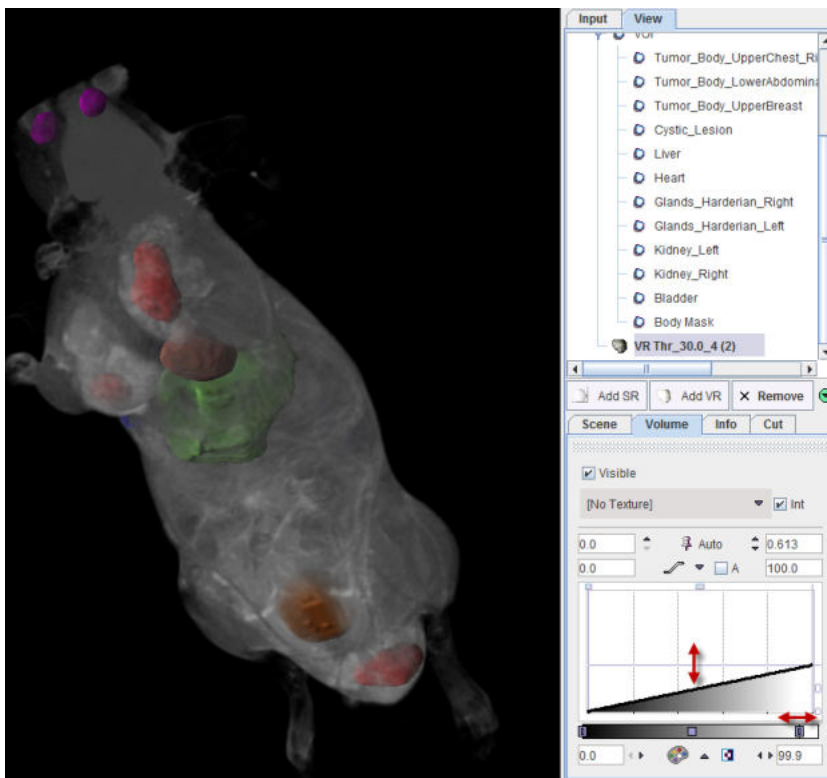 Input View
VOI
Tumor_Body_UpperChest_Ri
Tumor_Body_LowerAbdomina
Tumor_Body_UpperBreast
Cystic_Lesion
Liver
Heart
Glands_Harderian_Right
Glands_Harderian_Left
Kidney_Left
Kidney_Right
Bladder
Body Mask
VR Thr_30.0_4 (2)
Add SR Add VR Remove
Scene Volume Info Cut
Visible
[No Texture] Int
0.0 Auto 0.613
0.0 A 100.0
0.0 99.9